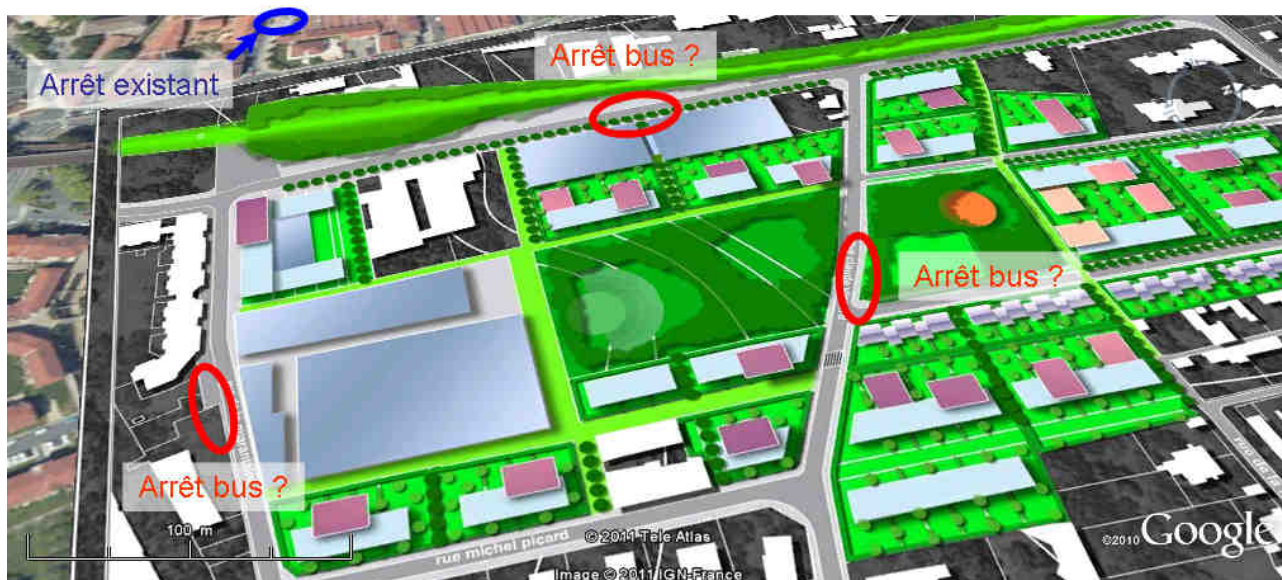 Arrêt existant
Arrêt bus ?
Arrêt bus ?
Arrêt bus ?
100 m
rue michel picard
© 2011 Tele Atlas
Image © 2011 IGN-France
©2010 Google